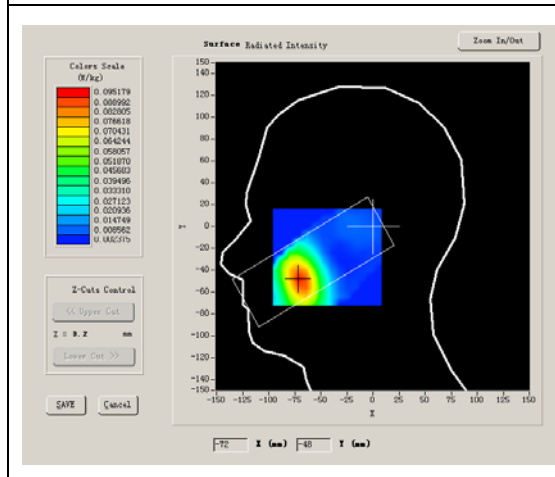 Surface Radiated Intensity
Zoom In/Out
Colors Scale
(W/kg)
0.095179
0.088992
0.082805
0.076618
0.070431
0.064244
0.058057
0.051870
0.045683
0.039496
0.033310
0.027123
0.020936
0.014749
0.008562
0.002375
150
140
120
100
80
60
40
20
0
-20
-40
-60
-80
-100
-120
-140
-150
Y
-150 -125 -100 -75 -50 -25 0 25 50 75 100 125 150
X
Z-Cuts Control
<< Upper Cut
Z = 9.2 mm
Lower Cut >>
SAVE Cancel
-72 X (mm) -48 Y (mm)